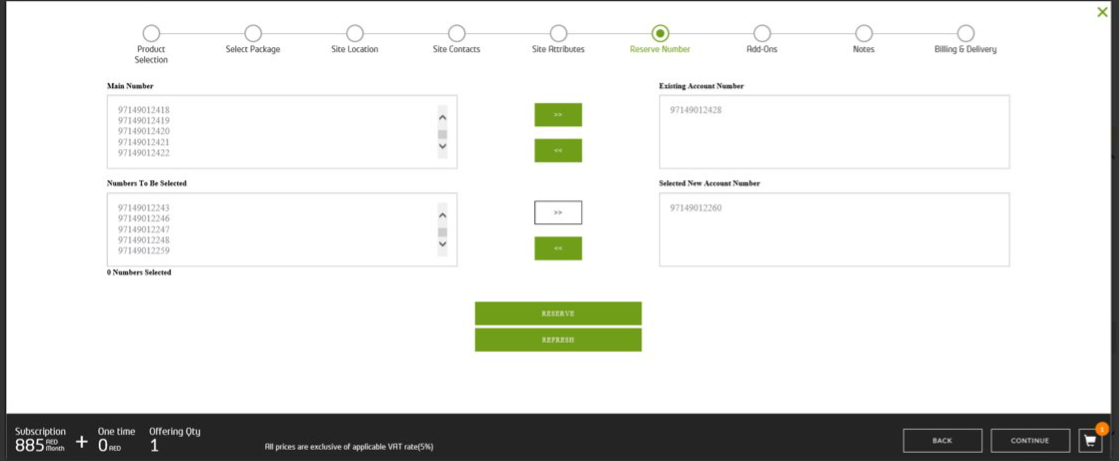 Product
Selection
Select Package
Site Location
Site Contacts
Site Attributes
Reserve Number
Add-Ons
Notes
Billing & Delivery
Main Number
97149012418
97149012419
97149012420
97149012421
97149012422
>>
<<
Existing Account Number
97149012428
Numbers To Be Selected
97149012243
97149012246
97149012247
97149012248
97149012259
0 Numbers Selected
>>
<<
Selected New Account Number
97149012260
RESERVE
REFRESH
Subscription
885 AED Month
+
One time
0 AED
Offering Qty
1
All prices are exclusive of applicable VAT rate(5%)
BACK
CONTINUE
1